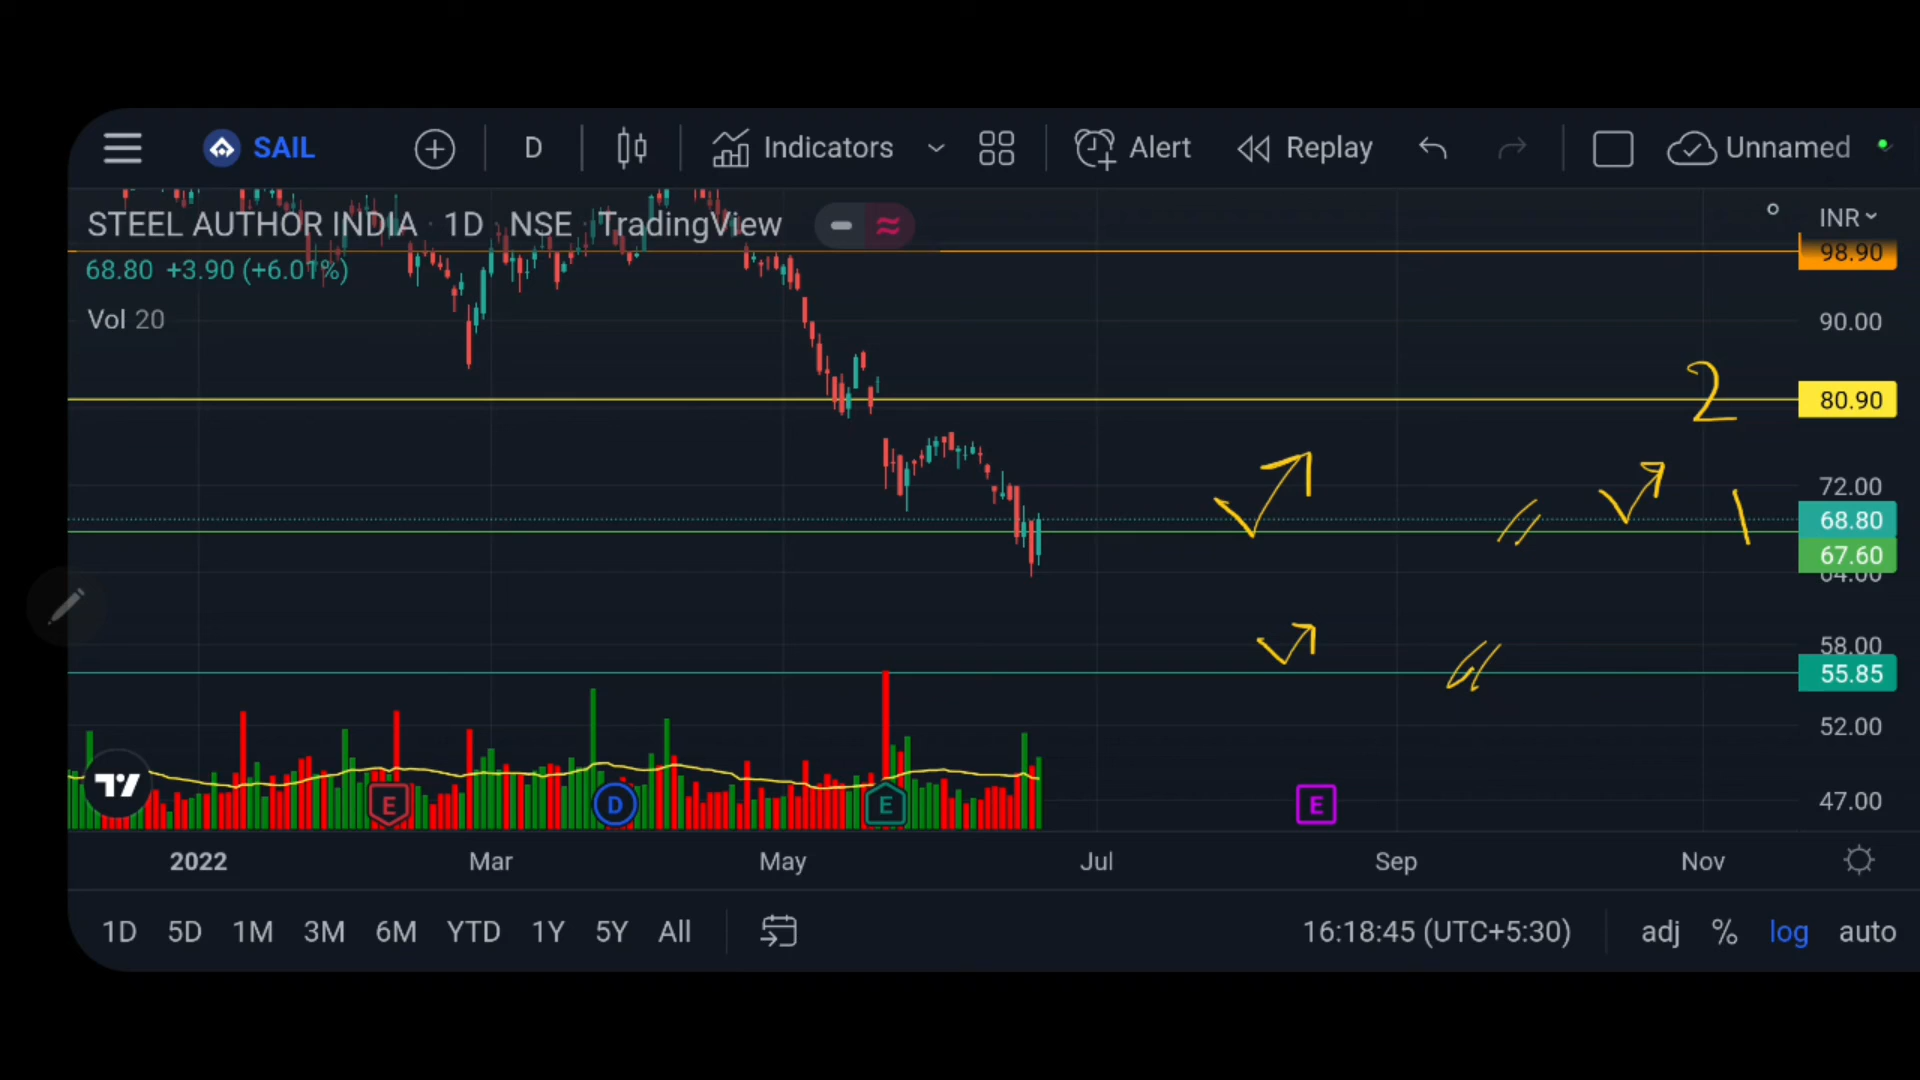 SAIL D Indicators Alert Replay Unnamed
STEEL AUTHOR INDIA · 1D · NSE · TradingView
INR
68.80 +3.90 (+6.01%)
98.90
Vol 20
90.00
2
80.90
72.00
1
68.80
67.60
64.00
58.00
55.85
52.00
E D E E
47.00
2022 Mar May Jul Sep Nov
1D 5D 1M 3M 6M YTD 1Y 5Y All 16:18:45 (UTC+5:30) adj % log auto